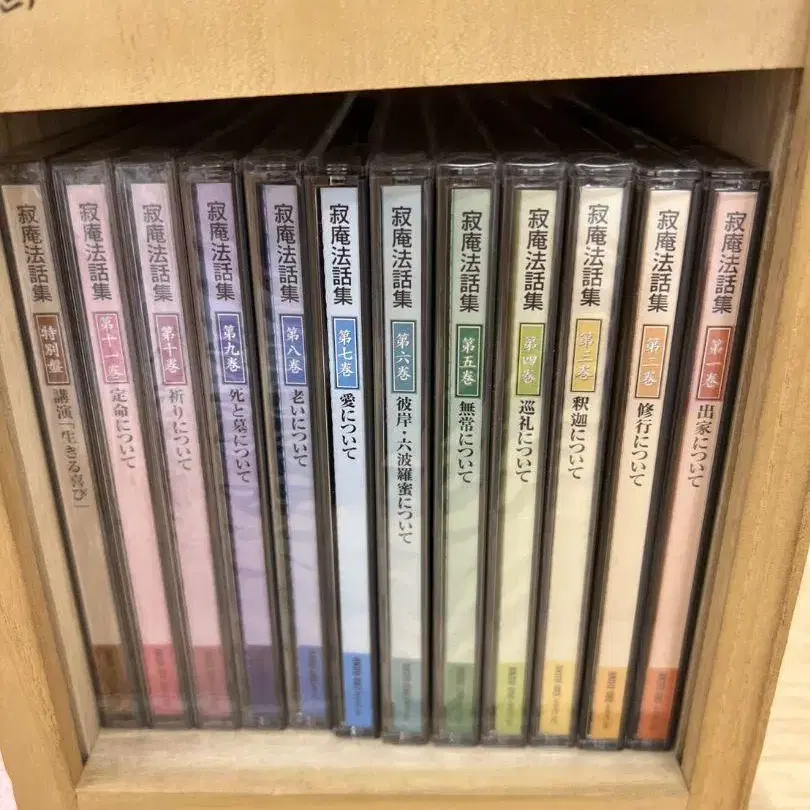 寂庵法話集 第一巻 出家について
寂庵法話集 第二巻 修行について
寂庵法話集 第三巻 釈迦について
寂庵法話集 第四巻 巡礼について
寂庵法話集 第五巻 無常について
寂庵法話集 第六巻 彼岸・六波羅蜜について
寂庵法話集 第七巻 愛について
寂庵法話集 第八巻 老いについて
寂庵法話集 第九巻 死と墓について
寂庵法話集 第十巻 祈りについて
寂庵法話集 第十一巻 定命について
寂庵法話集 特別盤 講演「生きる喜び」